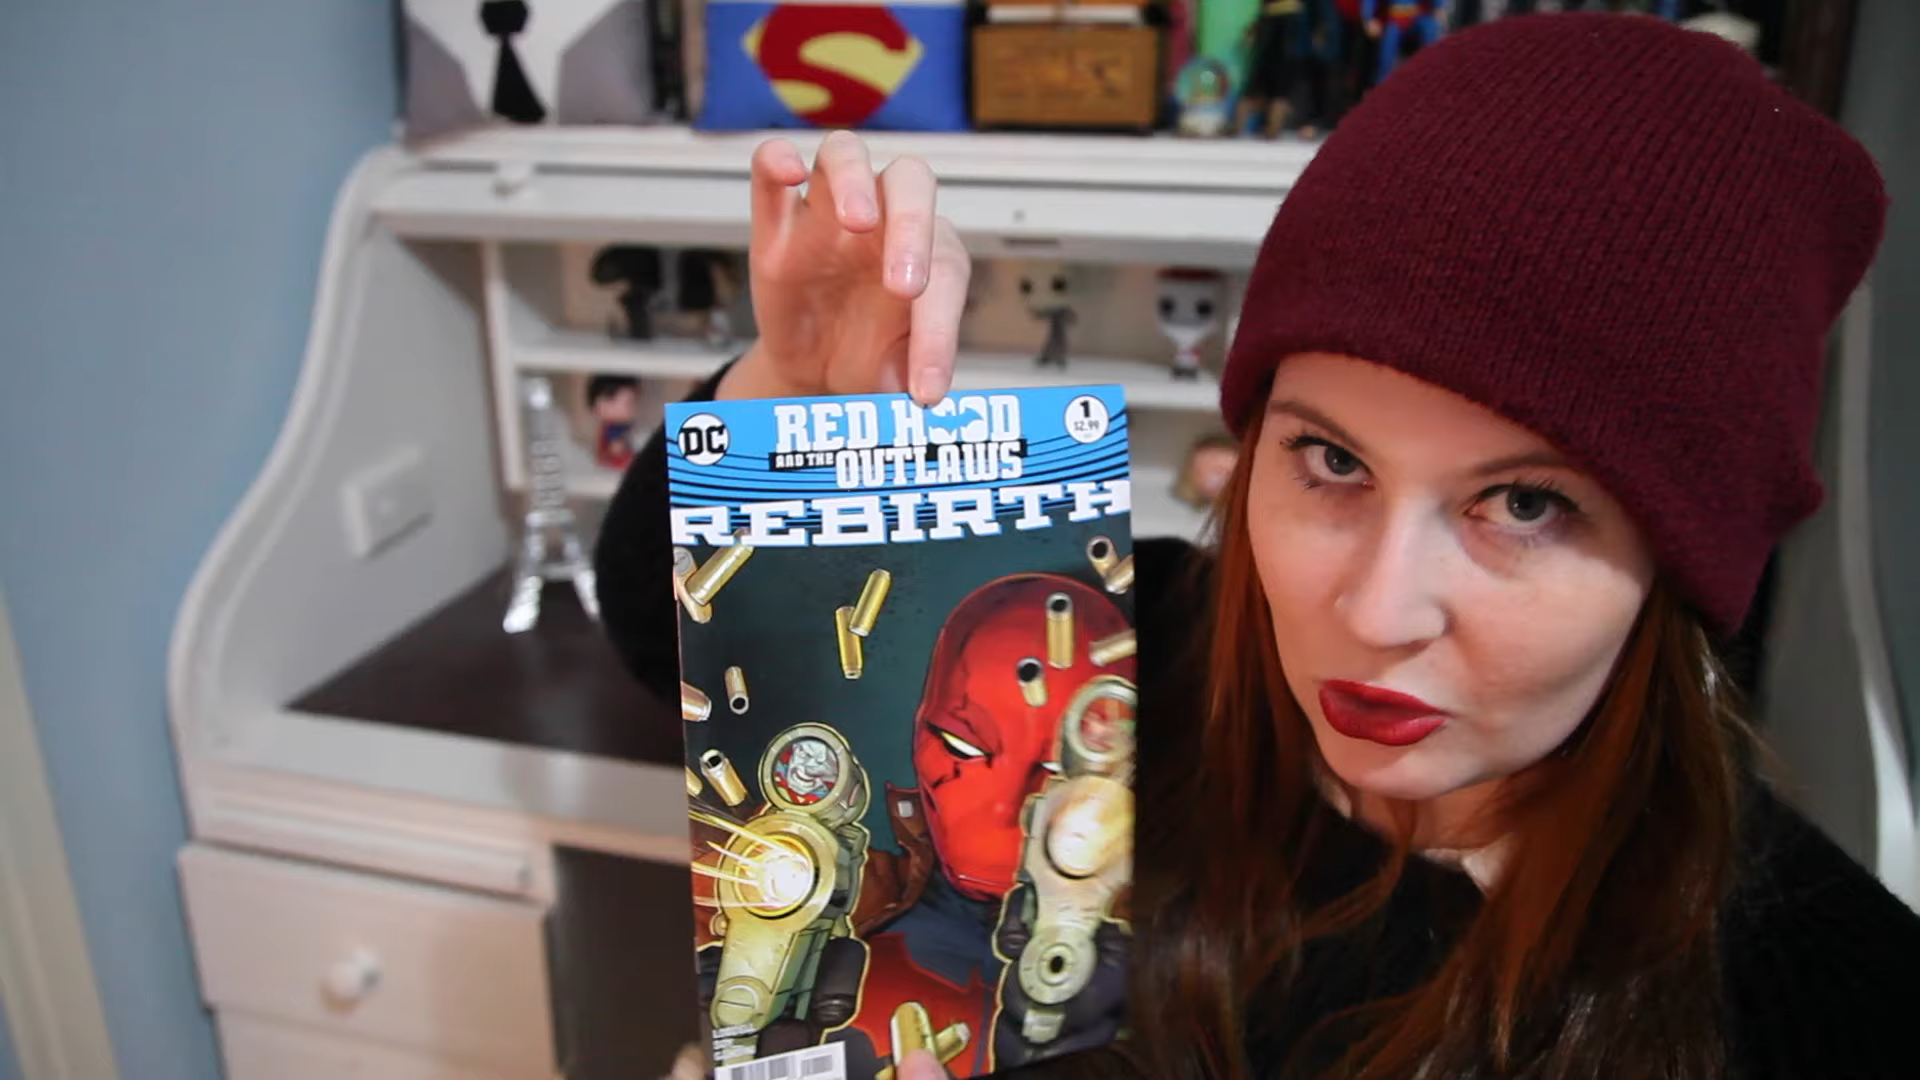 DC
RED HOOD
AND THE OUTLAWS
REBIRTH
1
$2.99
S